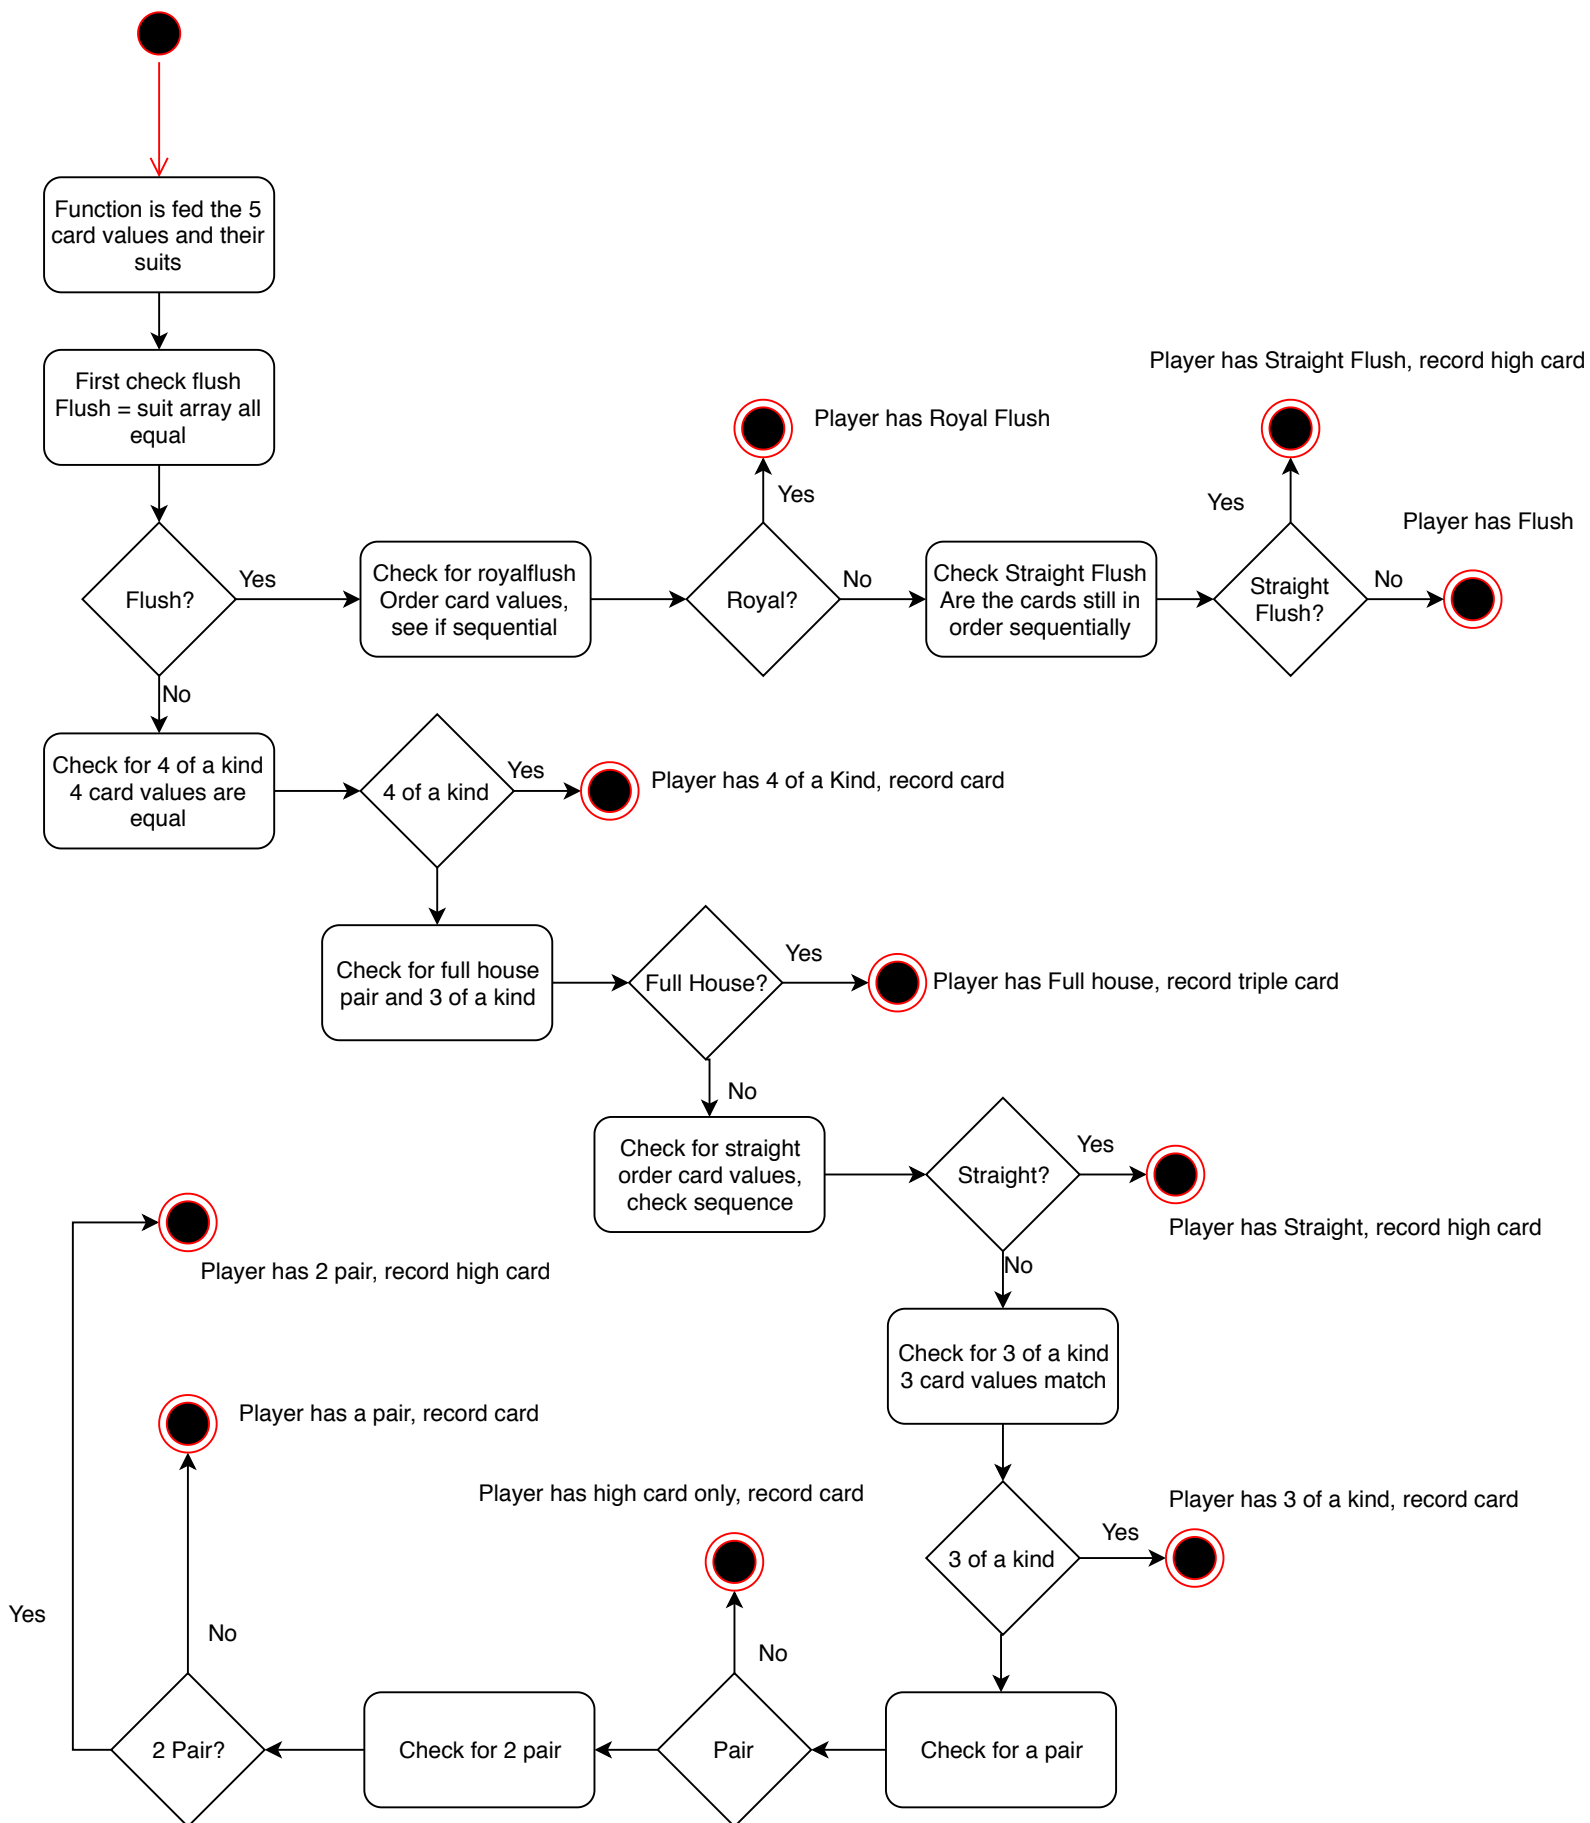 Function is fed the 5
card values and their
suits
First check flush
Flush = suit array all
equal
Player has Straight Flush, record high card
Player has Royal Flush
Yes
Yes
Player has Flush
Flush?
Yes
Check for royalflush
Order card values,
see if sequential
Royal?
No
Check Straight Flush
Are the cards still in
order sequentially
Straight
Flush?
No
No
Check for 4 of a kind
4 card values are
equal
4 of a kind
Yes
Player has 4 of a Kind, record card
Check for full house
pair and 3 of a kind
Full House?
Yes
Player has Full house, record triple card
No
Check for straight
order card values,
check sequence
Straight?
Yes
Player has Straight, record high card
No
Player has 2 pair, record high card
Check for 3 of a kind
3 card values match
Player has a pair, record card
Player has high card only, record card
Player has 3 of a kind, record card
3 of a kind
Yes
Yes
No
No
2 Pair?
Check for 2 pair
Pair
Check for a pair